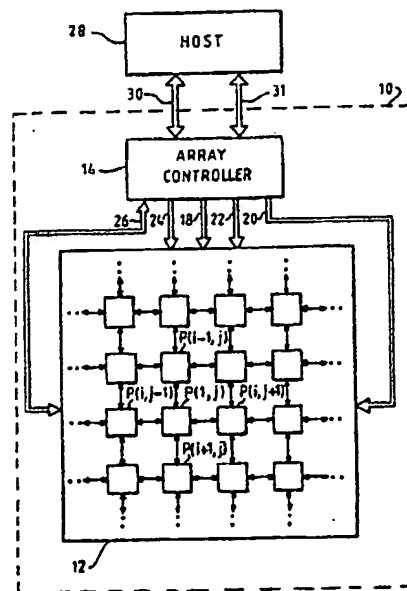 28
HOST
30
31
10
14
ARRAY
CONTROLLER
26
24
18
22
20
P(i-1, j)
P(i, j-1)
P(1, j)
P(i, j+1)
P(i+1, j)
12